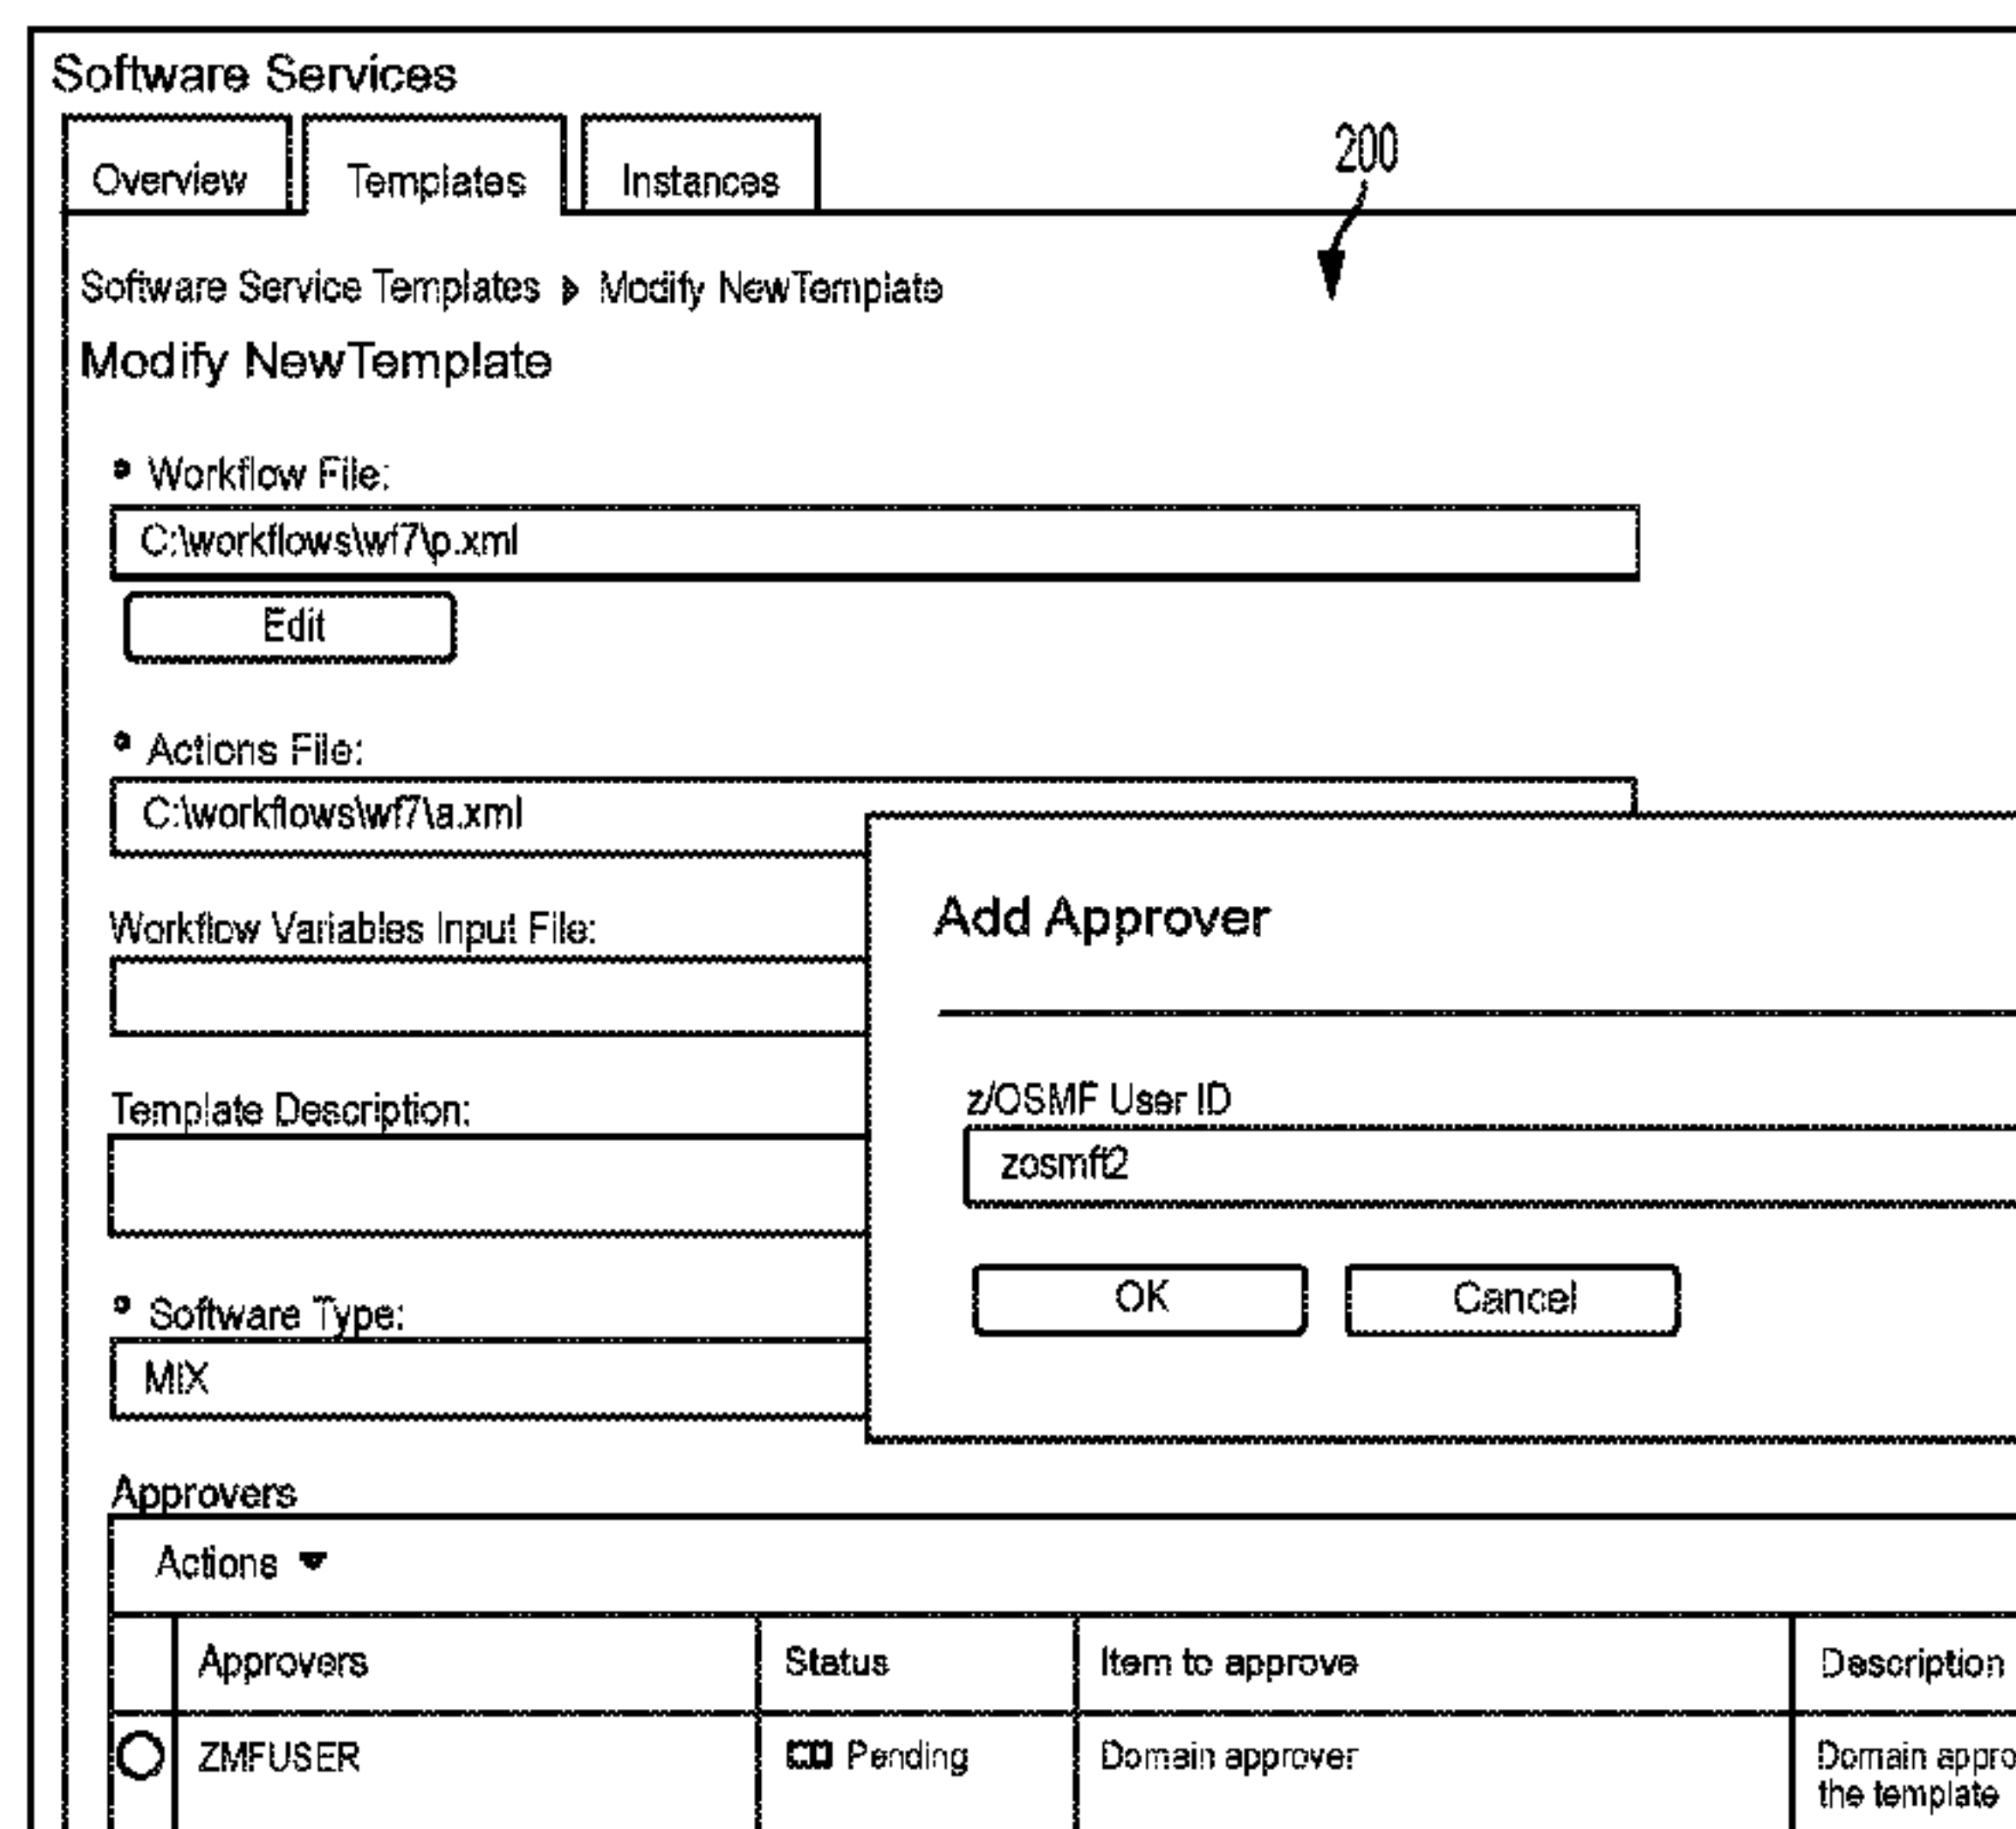 Software Services
Overview Templates Instances
200
Software Service Templates Modify NewTemplate
Modify NewTemplate
* Workflow File:
C:\workflows\wf7\p.xml
Edit
* Actions File:
C:\workflows\wf7\a.xml
Workflow Variables Input File:
Add Approver
Template Description:
z/OSMF User ID
zosmft2
OK Cancel
* Software Type:
MIX
Approvers
Actions
Approvers Status Item to approve Description
ZMFUSER Pending Domain approver Domain appro
the template